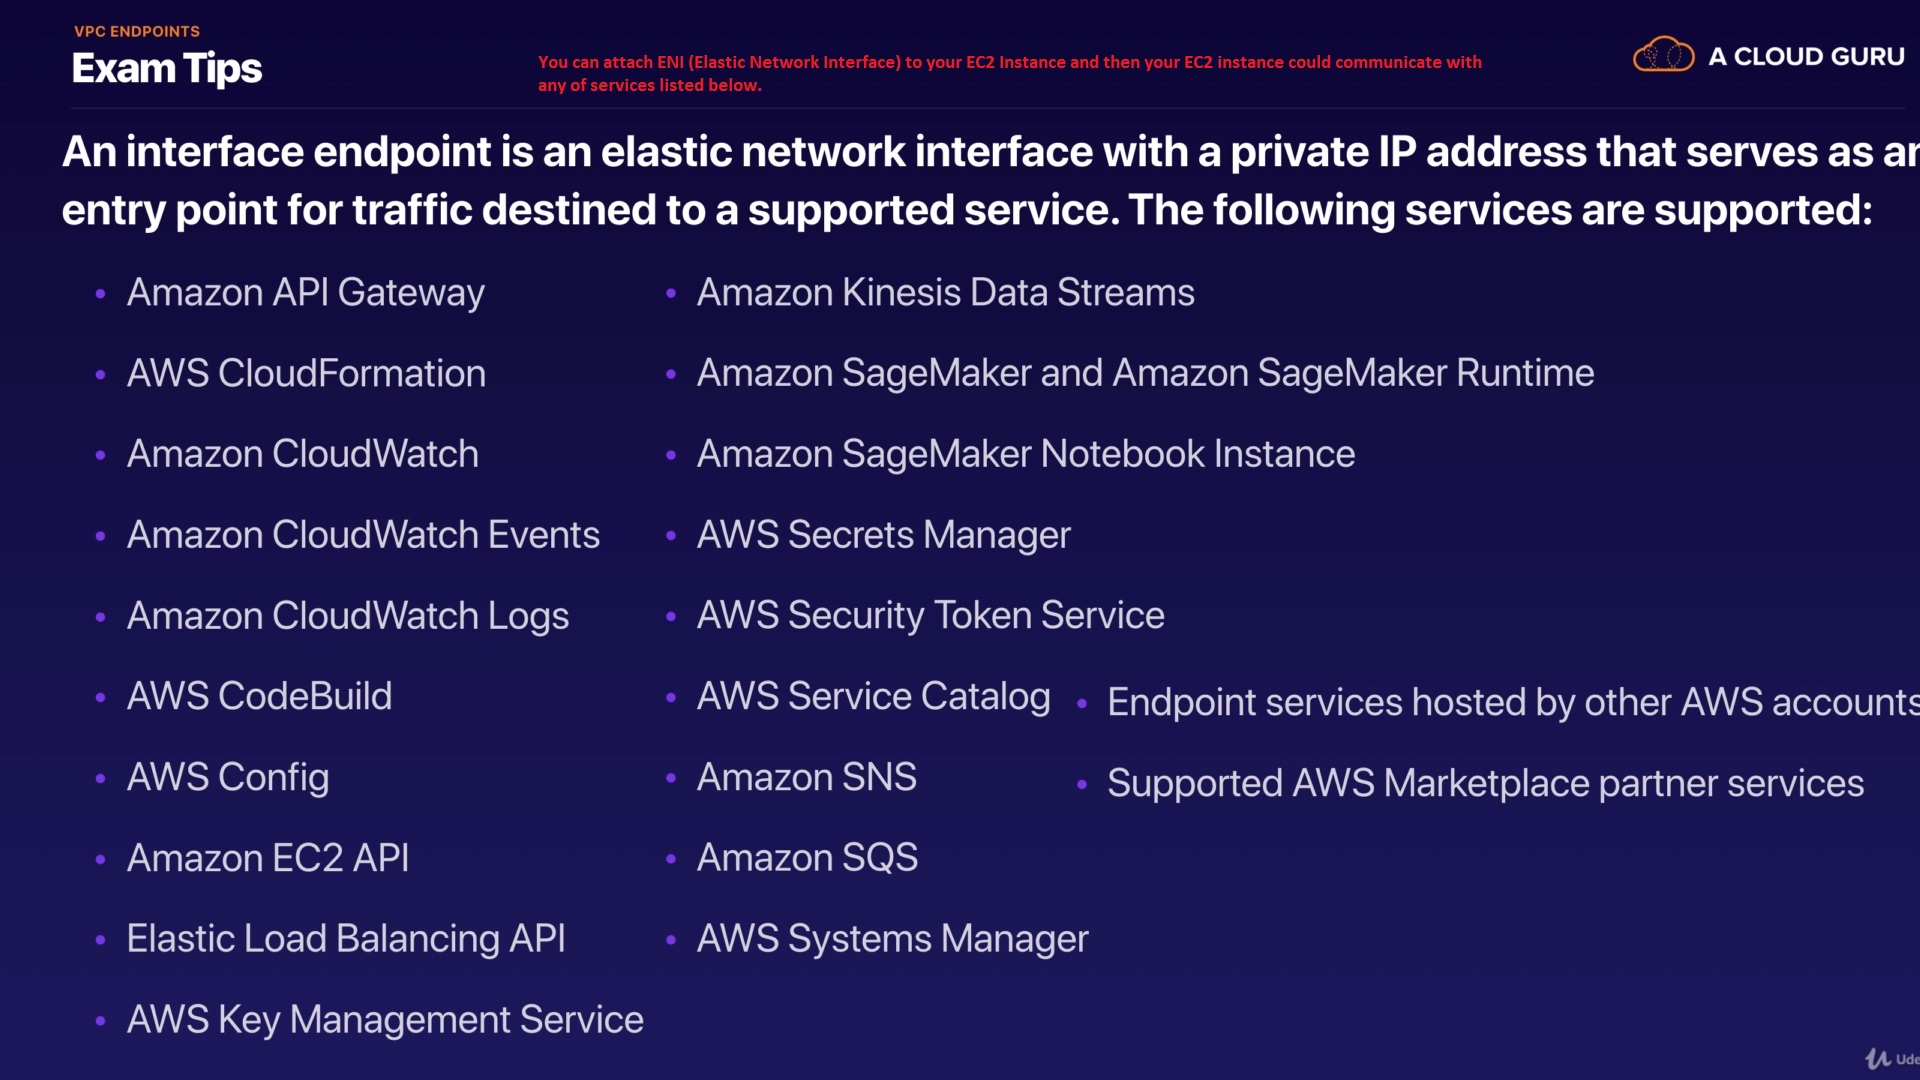 VPC ENDPOINTS
Exam Tips
You can attach ENI (Elastic Network Interface) to your EC2 Instance and then your EC2 instance could communicate with
any of services listed below.
A CLOUD GURU
An interface endpoint is an elastic network interface with a private IP address that serves as an
entry point for traffic destined to a supported service. The following services are supported:
• Amazon API Gateway
• AWS CloudFormation
• Amazon CloudWatch
• Amazon CloudWatch Events
• Amazon CloudWatch Logs
• AWS CodeBuild
• AWS Config
• Amazon EC2 API
• Elastic Load Balancing API
• AWS Key Management Service
• Amazon Kinesis Data Streams
• Amazon SageMaker and Amazon SageMaker Runtime
• Amazon SageMaker Notebook Instance
• AWS Secrets Manager
• AWS Security Token Service
• AWS Service Catalog
• Amazon SNS
• Amazon SQS
• AWS Systems Manager
• Endpoint services hosted by other AWS accounts
• Supported AWS Marketplace partner services
Ude